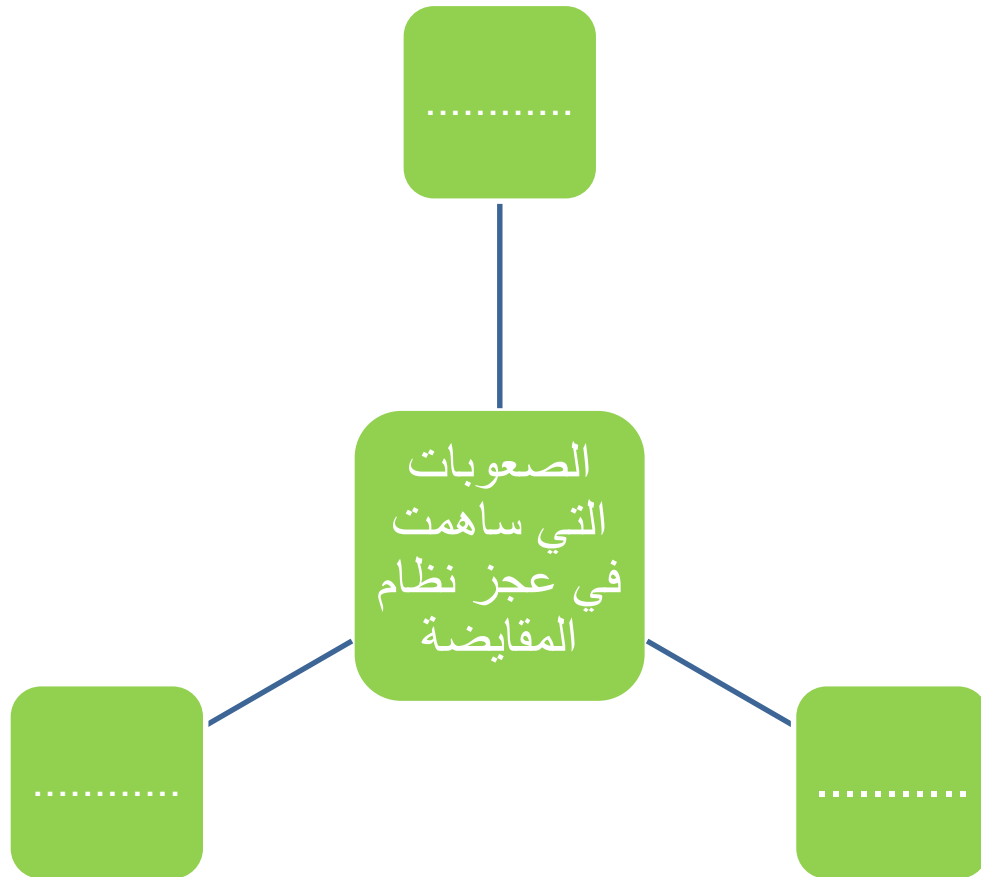 ............
الصعوبات
التي ساهمت
في عجز نظام
المقايضة
............
...........